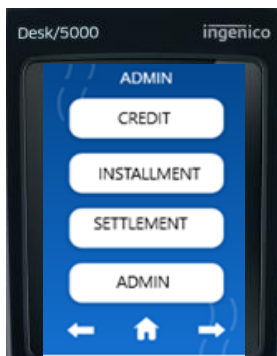 Desk/5000 ingenico
ADMIN
CREDIT
INSTALLMENT
SETTLEMENT
ADMIN